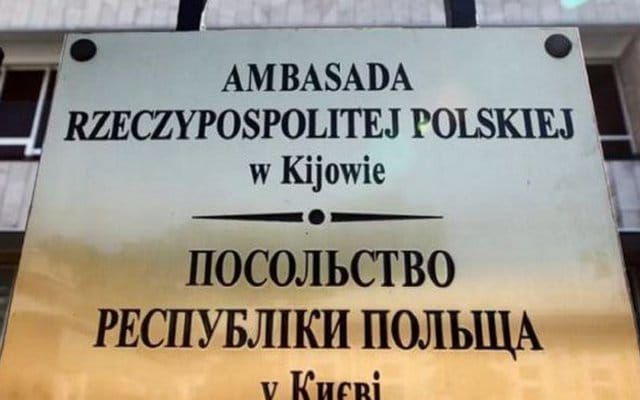 AMBASADA
RZECZYPOSPOLITEJ POLSKIEJ
w Kijowie
ПОСОЛЬСТВО
РЕСПУБЛІКИ ПОЛЬЩА
у Києві